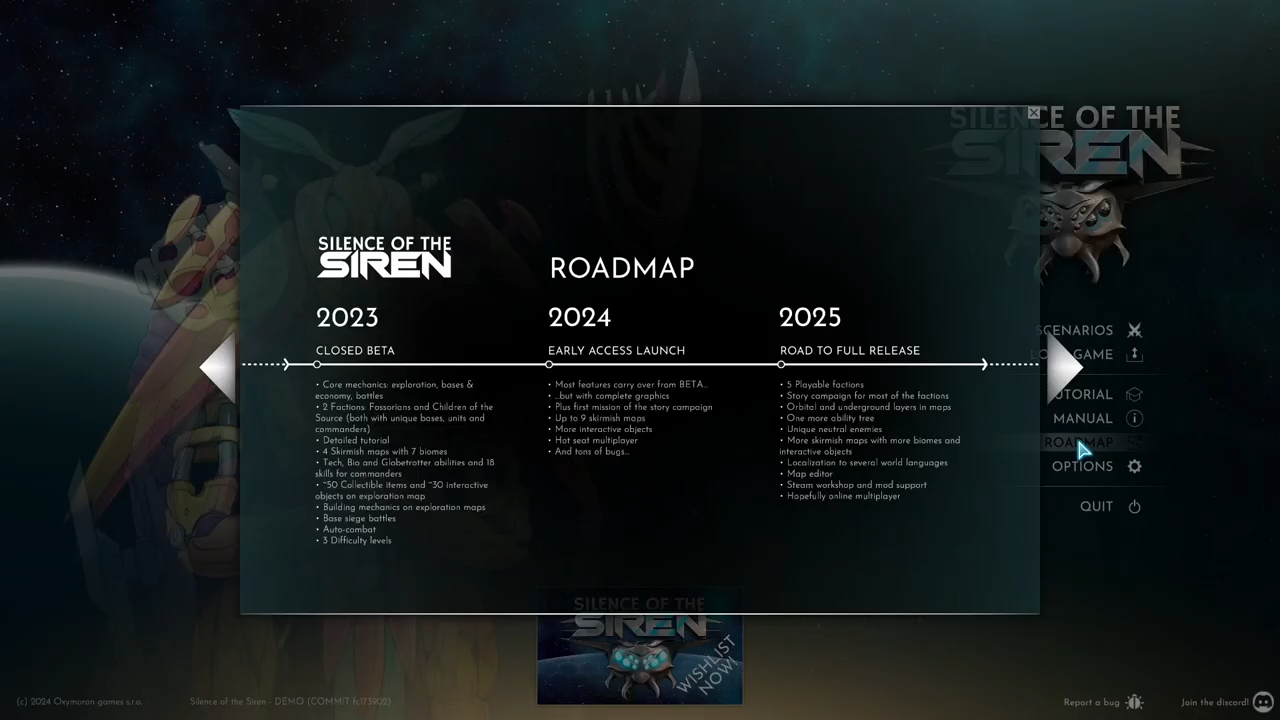 SILENCE OF THE
SIREN
SILENCE OF THE
SIREN
ROADMAP
2023
CLOSED BETA
• Core mechanics: exploration, bases &
economy, battles
• 2 Factions: Fossorians and Children of the
Source (both with unique bases, units and
commanders)
• Detailed tutorial
• 4 Skirmish maps with 7 biomes
• Tech, Bio and Globetrotter abilities and 18
skills for commanders
• ~50 Collectible items and ~30 interactive
objects on exploration map
• Building mechanics on exploration maps
• Base siege battles
• Auto-combat
• 3 Difficulty levels
2024
EARLY ACCESS LAUNCH
• Most features carry over from BETA...
• ...but with complete graphics
• Plus first mission of the story campaign
• Up to 9 skirmish maps
• More interactive objects
• Hot seat multiplayer
• And tons of bugs...
2025
ROAD TO FULL RELEASE
• 5 Playable factions
• Story campaign for most of the factions
• Orbital and underground layers in maps
• One more ability tree
• Unique neutral enemies
• More skirmish maps with more biomes and
interactive objects
• Localization to several world languages
• Map editor
• Steam workshop and mod support
• Hopefully online multiplayer
SCENARIOS
GAME
TUTORIAL
MANUAL
ROADMAP
OPTIONS
QUIT
SILENCE OF THE
SIREN
WISHLIST
NOW!
(c) 2024 Oxymoron games s.r.o.
Silence of the Siren - DEMO (COMMIT fc173902)
Report a bug
Join the discord!